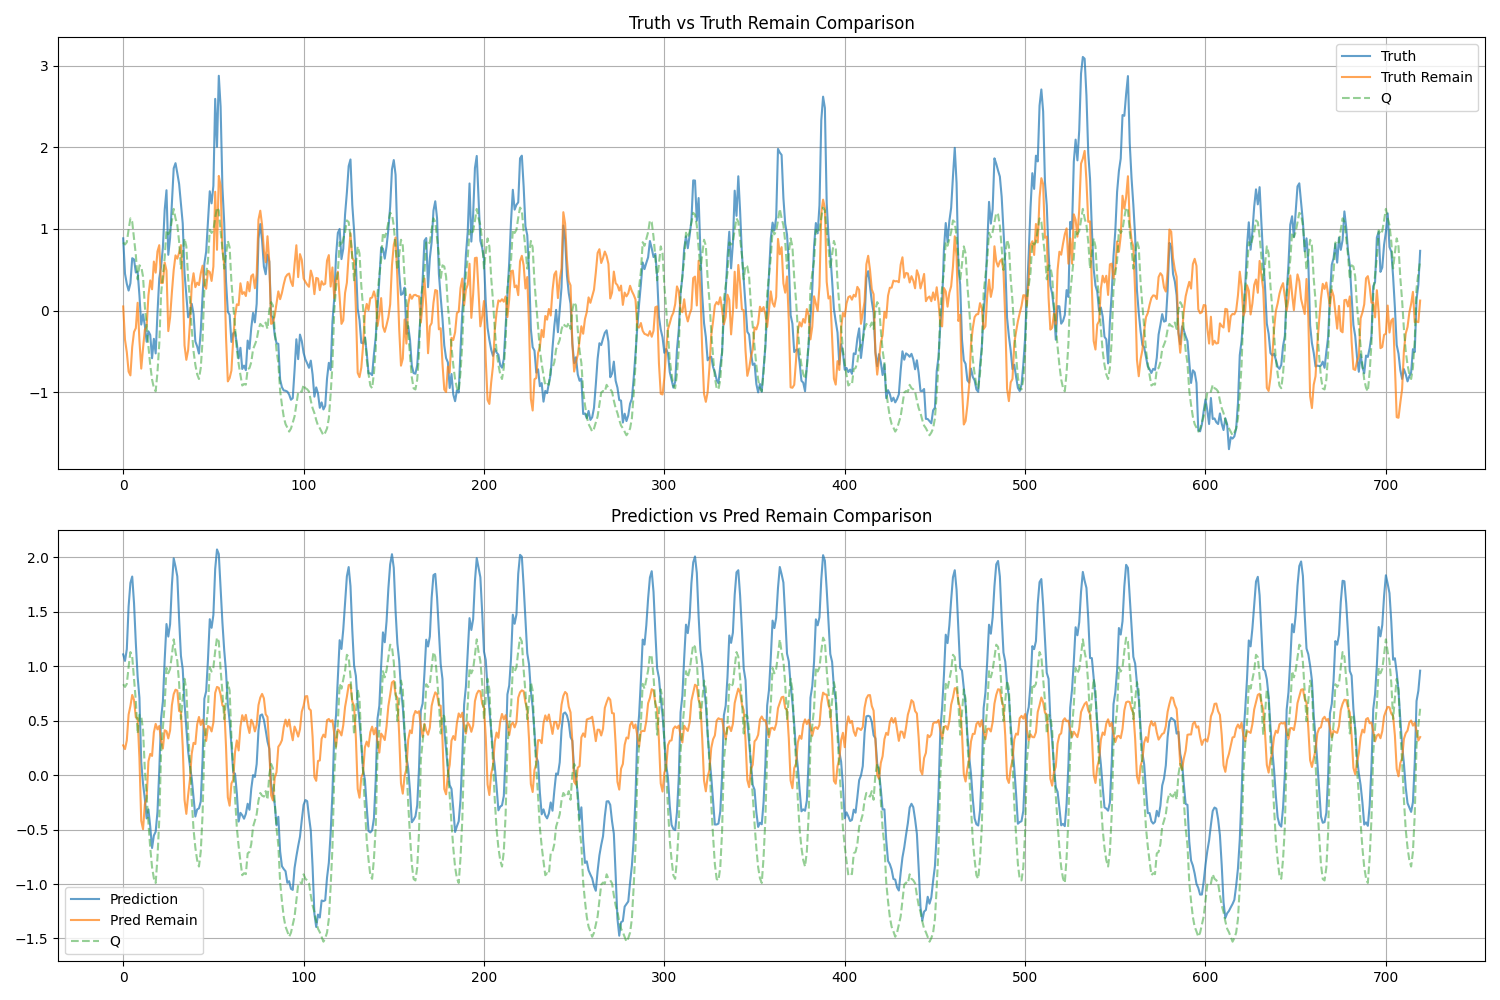 Truth vs Truth Remain Comparison
3
2
1
0
−1
Truth
Truth Remain
Q
0 100 200 300 400 500 600 700
Prediction vs Pred Remain Comparison
2.0
1.5
1.0
0.5
0.0
−0.5
−1.0
−1.5
Prediction
Pred Remain
Q
0 100 200 300 400 500 600 700